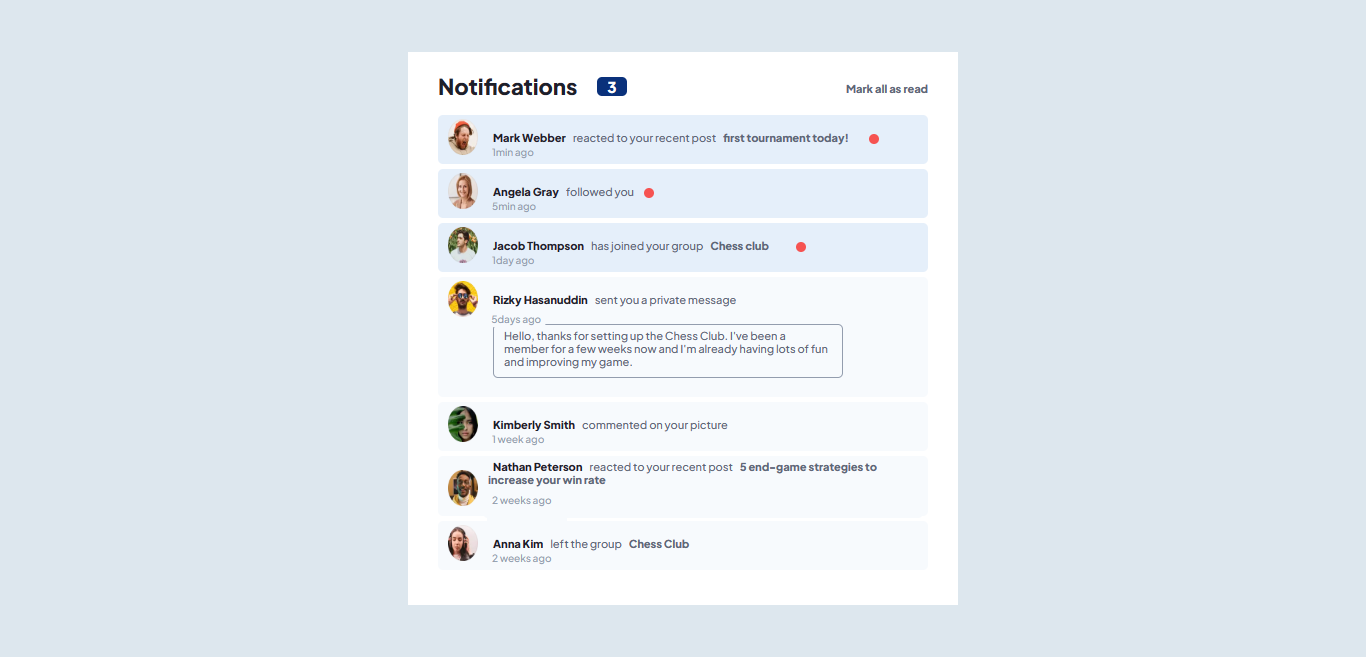 Notifications 3 Mark all as read
Mark Webber reacted to your recent post first tournament today!
1min ago
Angela Gray followed you
5min ago
Jacob Thompson has joined your group Chess club
1day ago
Rizky Hasanuddin sent you a private message
5days ago
Hello, thanks for setting up the Chess Club. I've been a
member for a few weeks now and I'm already having lots of fun
and improving my game.
Kimberly Smith commented on your picture
1 week ago
Nathan Peterson reacted to your recent post 5 end-game strategies to
increase your win rate
2 weeks ago
Anna Kim left the group Chess Club
2 weeks ago